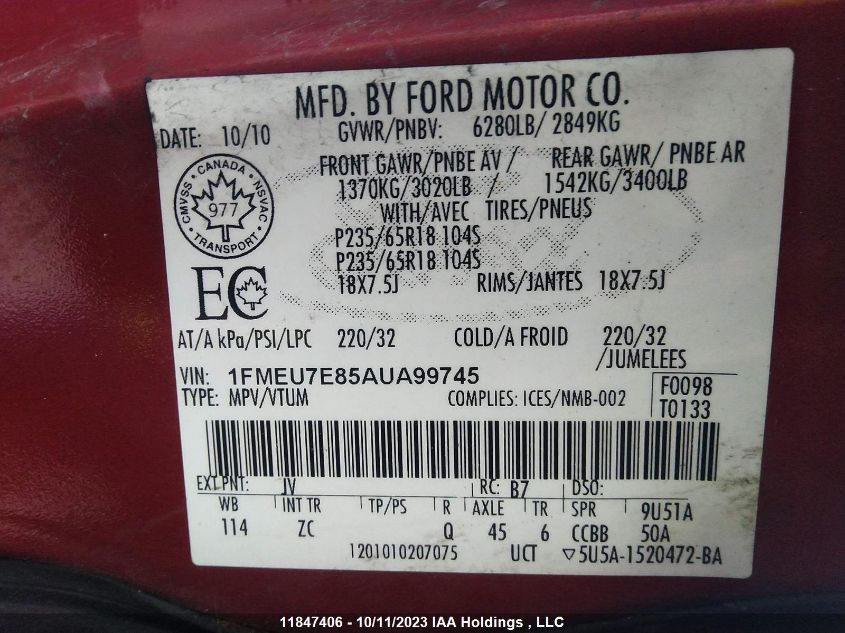 MFD. BY FORD MOTOR CO.
DATE: 10/10 GVWR/PNBV: 6280LB/ 2849KG
FRONT GAWR/PNBE AV / REAR GAWR/ PNBE AR
1370KG/3020LB / 1542KG/3400LB
WITH/AVEC TIRES/PNEUS
CMVSS CANADA NSVAC
977
TRANSPORT
P235/65R18 104S
P235/65R18 104S
18X7.5J RIMS/JANTES 18X7.5J
EC
AT/A kPa/PSI/LPC 220/32 COLD/A FROID 220/32
/JUMELEES
VIN: 1FMEU7E85AUA99745
TYPE: MPV/VTUM COMPLIES: ICES/NMB-002
F0098
T0133
EXT PNT: JV RC: B7 DSO:
WB INT TR TP/PS R AXLE TR SPR 9U51A
114 ZC Q 45 6 CCBB 50A
1201010207075 UCT ▽5U5A-1520472-BA
11847406 - 10/11/2023 IAA Holdings , LLC